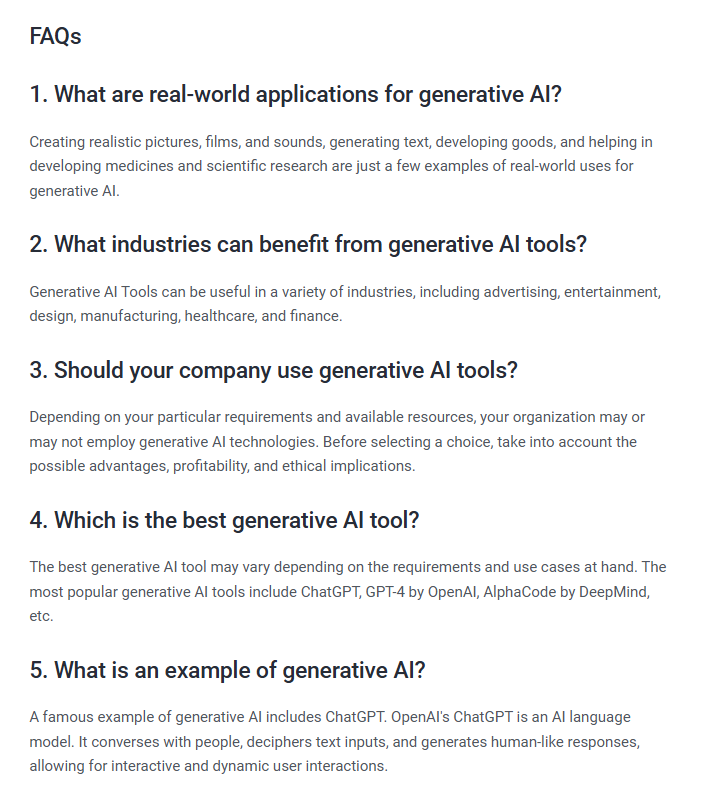 FAQs
1. What are real-world applications for generative AI?
Creating realistic pictures, films, and sounds, generating text, developing goods, and helping in
developing medicines and scientific research are just a few examples of real-world uses for
generative AI.
2. What industries can benefit from generative AI tools?
Generative AI Tools can be useful in a variety of industries, including advertising, entertainment,
design, manufacturing, healthcare, and finance.
3. Should your company use generative AI tools?
Depending on your particular requirements and available resources, your organization may or
may not employ generative AI technologies. Before selecting a choice, take into account the
possible advantages, profitability, and ethical implications.
4. Which is the best generative AI tool?
The best generative AI tool may vary depending on the requirements and use cases at hand. The
most popular generative AI tools include ChatGPT, GPT-4 by OpenAI, AlphaCode by DeepMind,
etc.
5. What is an example of generative AI?
A famous example of generative AI includes ChatGPT. OpenAI's ChatGPT is an AI language
model. It converses with people, deciphers text inputs, and generates human-like responses,
allowing for interactive and dynamic user interactions.